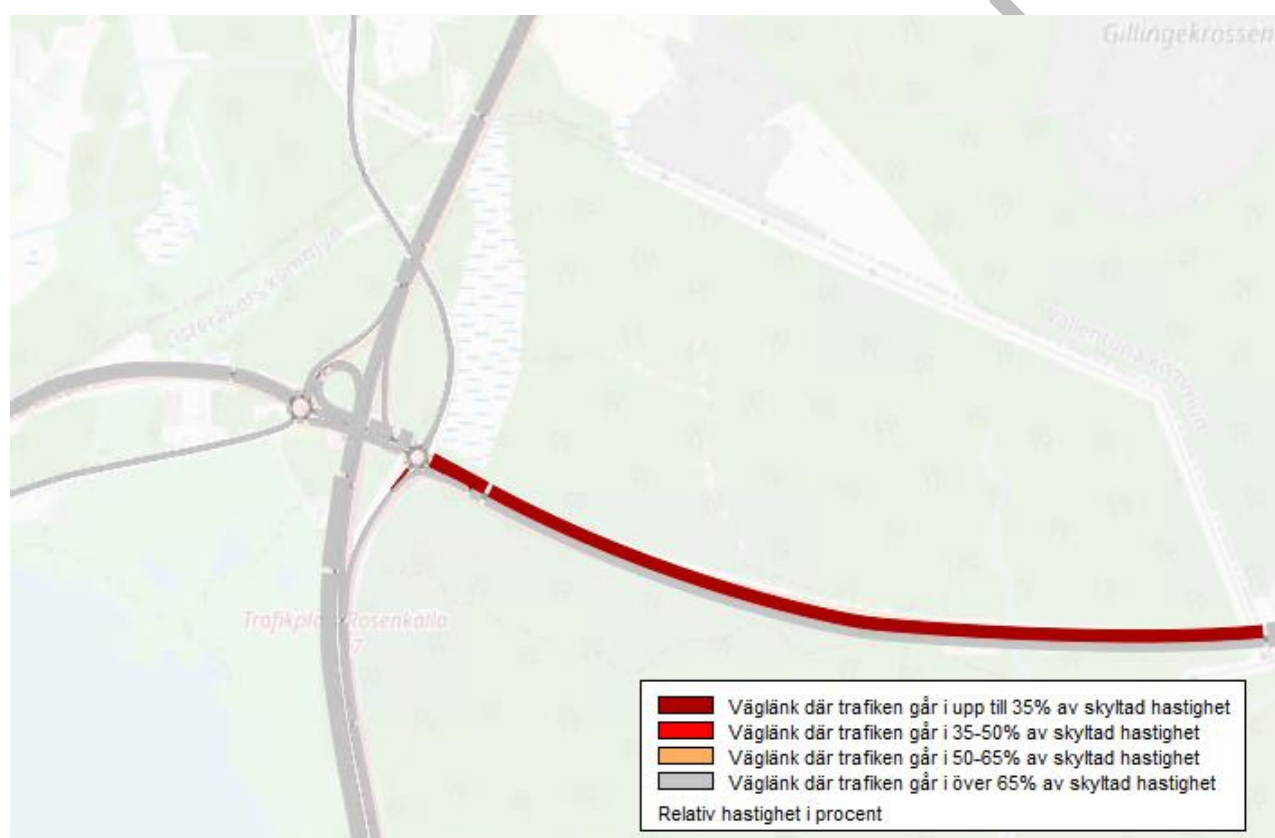 Gillingekrossen
Österåkers kommun
Vallentuna kommun
Trafikpla Rosenkälla
7
Väglänk där trafiken går i upp till 35% av skyltad hastighet
Väglänk där trafiken går i 35-50% av skyltad hastighet
Väglänk där trafiken går i 50-65% av skyltad hastighet
Väglänk där trafiken går i över 65% av skyltad hastighet
Relativ hastighet i procent